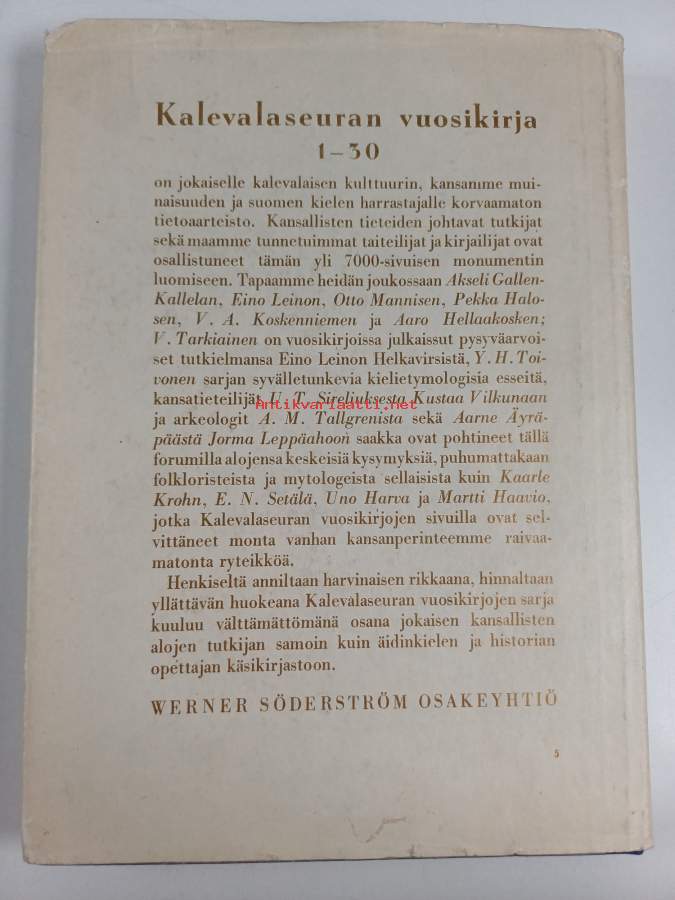 Kalevalaseuran vuosikirja
1–30
on jokaiselle kalevalaisen kulttuurin, kansamme mui-
naisuuden ja suomen kielen harrastajalle korvaamaton
tietoaarteisto. Kansallisten tieteiden johtavat tutkijat
sekä maamme tunnetuimmat taiteilijat ja kirjailijat ovat
osallistuneet tämän yli 7000-sivuisen monumentin
luomiseen. Tapaamme heidän joukossaan Akseli Gallen-
Kallelan, Eino Leinon, Otto Mannisen, Pekka Halo-
sen, V. A. Koskenniemen ja Aaro Hellaakosken;
V. Tarkiainen on vuosikirjoissa julkaissut pysyväarvoi-
set tutkielmansa Eino Leinon Helkavirsistä, Y. H. Toi-
vonen sarjan syvälletunkevia kielietymologisia esseitä,
kansatieteilijät U. T. Sireliuksesta Kustaa Vilkunaan
Antikvariaatti.net
ja arkeologit A. M. Tallgrenista sekä Aarne Äyrä-
päästä Jorma Leppäahoon saakka ovat pohtineet tällä
forumilla alojensa keskeisiä kysymyksiä, puhumattakaan
folkloristeista ja mytologeista sellaisista kuin Kaarle
Krohn, E. N. Setälä, Uno Harva ja Martti Haavio,
jotka Kalevalaseuran vuosikirjojen sivuilla ovat sel-
vittäneet monta vanhan kansanperinteemme raivaa-
matonta ryteikköä.
Henkiseltä anniltaan harvinaisen rikkaana, hinnaltaan
yllättävän huokeana Kalevalaseuran vuosikirjojen sarja
kuuluu välttämättömänä osana jokaisen kansallisten
alojen tutkijan samoin kuin äidinkielen ja historian
opettajan käsikirjastoon.
WERNER SÖDERSTRÖM OSAKEYHTIÖ
5